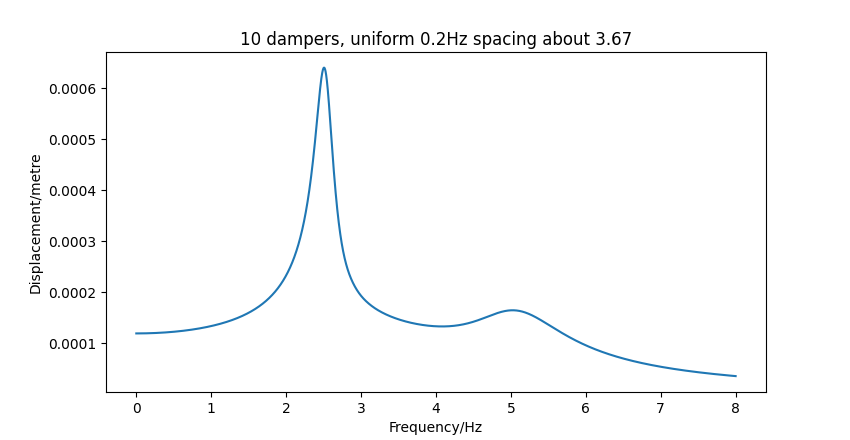 10 dampers, uniform 0.2Hz spacing about 3.67
0.0006
0.0005
0.0004
0.0003
0.0002
0.0001
Displacement/metre
0 1 2 3 4 5 6 7 8
Frequency/Hz